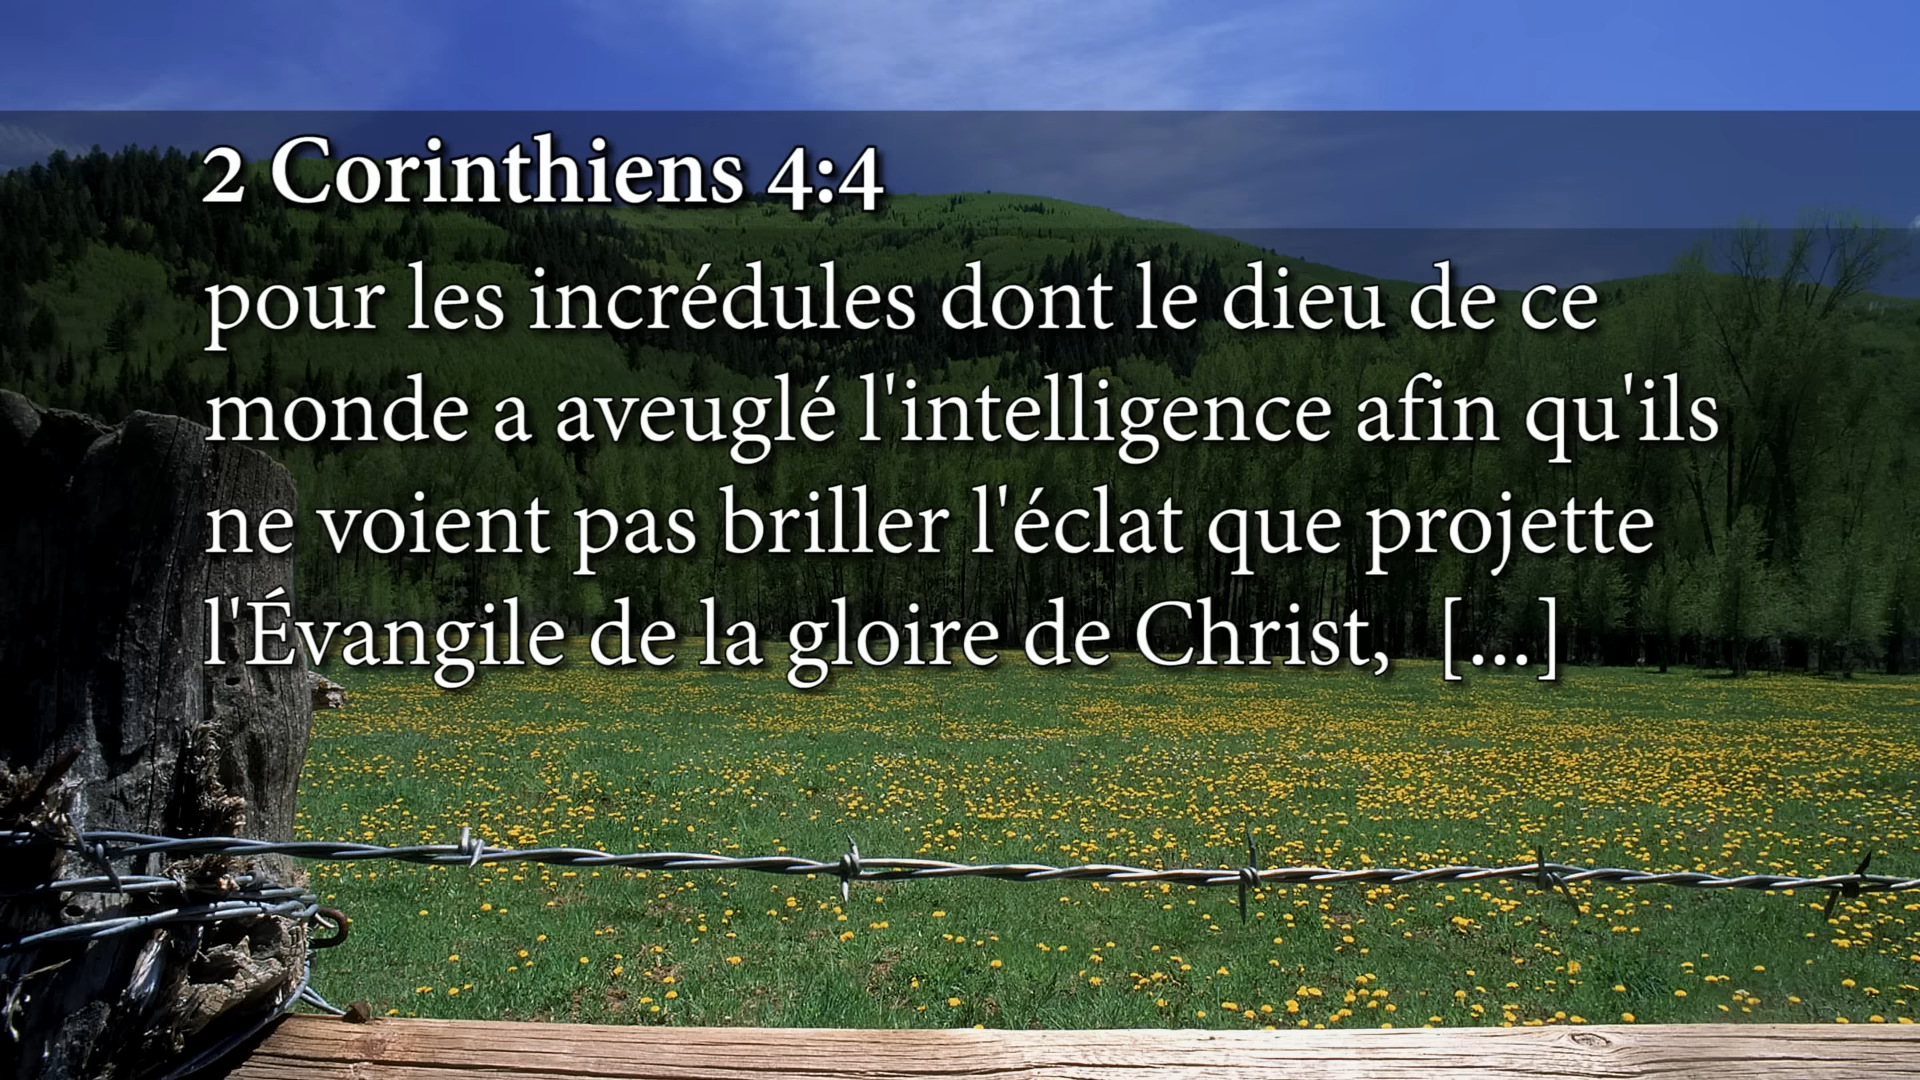 2 Corinthiens 4:4
pour les incrédules dont le dieu de ce
monde a aveuglé l'intelligence afin qu'ils
ne voient pas briller l'éclat que projette
l'Évangile de la gloire de Christ,  [...]